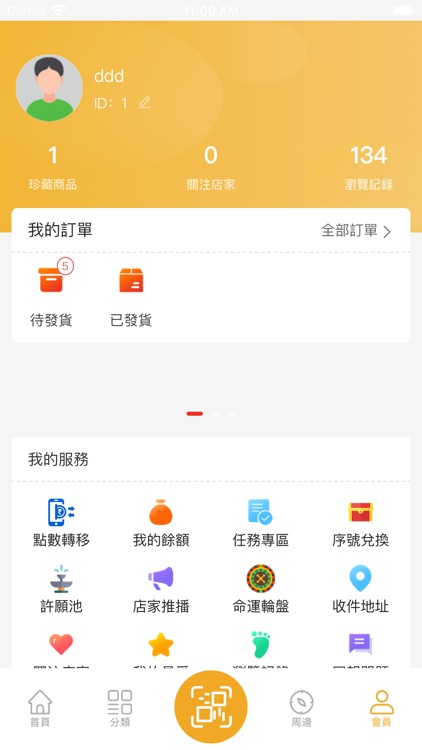 Carrier 11:09 AM
ddd
ID：1
1 0 134
珍藏商品 關注店家 瀏覽記錄
我的訂單 全部訂單
5
待發貨 已發貨
我的服務
點數轉移 我的餘額 任務專區 序號兌換
許願池 店家推播 命運輪盤 收件地址
首頁 分類 周邊 會員